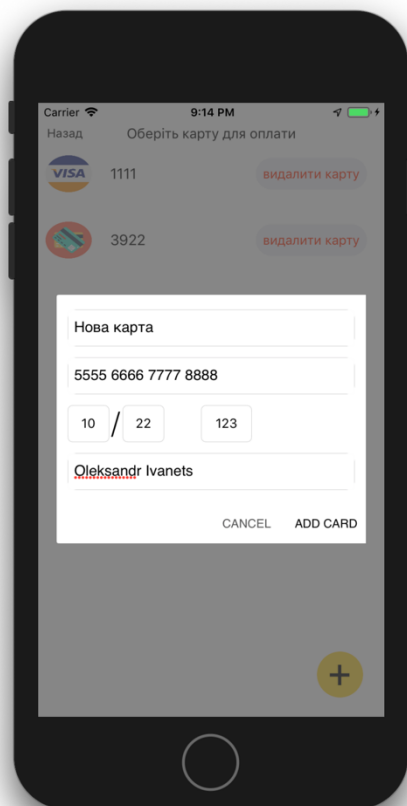 Carrier 9:14 PM
Назад Оберіть карту для оплати
VISA 1111 видалити карту
3922 видалити карту
Нова карта
5555 6666 7777 8888
10 / 22 123
Oleksandr Ivanets
CANCEL ADD CARD
+